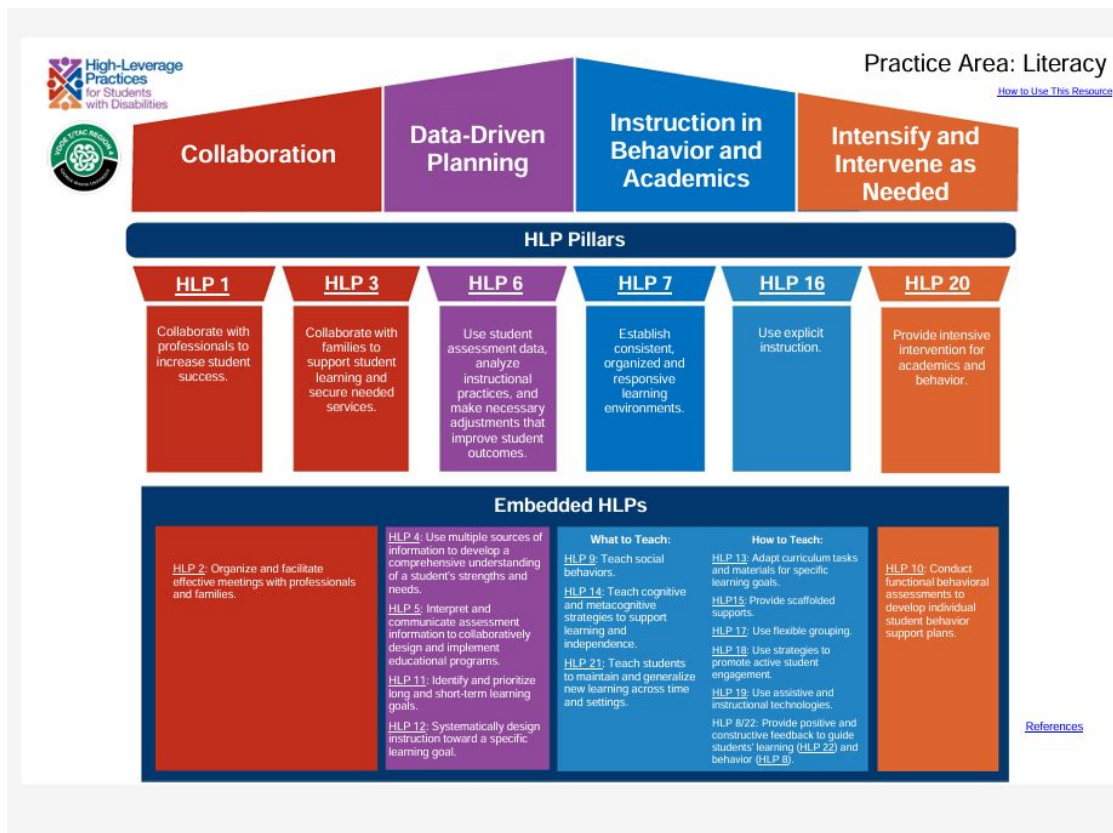 High-Leverage
Practices
for Students
with Disabilities
Practice Area: Literacy
How to Use This Resource
VDOE T/TAC REGION 4
GEORGE MASON UNIVERSITY
Collaboration
Data-Driven
Planning
Instruction in
Behavior and
Academics
Intensify and
Intervene as
Needed
HLP Pillars
HLP 1
Collaborate with
professionals to
increase student
success.
HLP 3
Collaborate with
families to
support student
learning and
secure needed
services.
HLP 6
Use student
assessment data,
analyze
instructional
practices, and
make necessary
adjustments that
improve student
outcomes.
HLP 7
Establish
consistent,
organized and
responsive
learning
environments.
HLP 16
Use explicit
instruction.
HLP 20
Provide intensive
intervention for
academics and
behavior.
Embedded HLPs
HLP 2: Organize and facilitate
effective meetings with professionals
and families.
HLP 4: Use multiple sources of
information to develop a
comprehensive understanding
of a student's strengths and
needs.
HLP 5: Interpret and
communicate assessment
information to collaboratively
design and implement
educational programs.
HLP 11: Identify and prioritize
long and short-term learning
goals.
HLP 12: Systematically design
instruction toward a specific
learning goal.
What to Teach:
HLP 9: Teach social
behaviors.
HLP 14: Teach cognitive
and metacognitive
strategies to support
learning and
independence.
HLP 21: Teach students
to maintain and generalize
new learning across time
and settings.
How to Teach:
HLP 13: Adapt curriculum tasks
and materials for specific
learning goals.
HLP15: Provide scaffolded
supports.
HLP 17: Use flexible grouping.
HLP 18: Use strategies to
promote active student
engagement.
HLP 19: Use assistive and
instructional technologies.
HLP 8/22: Provide positive and
constructive feedback to guide
students' learning (HLP 22) and
behavior (HLP 8).
HLP 10: Conduct
functional behavioral
assessments to
develop individual
student behavior
support plans.
References